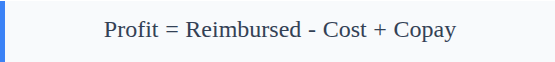 Profit = Reimbursed - Cost + Copay